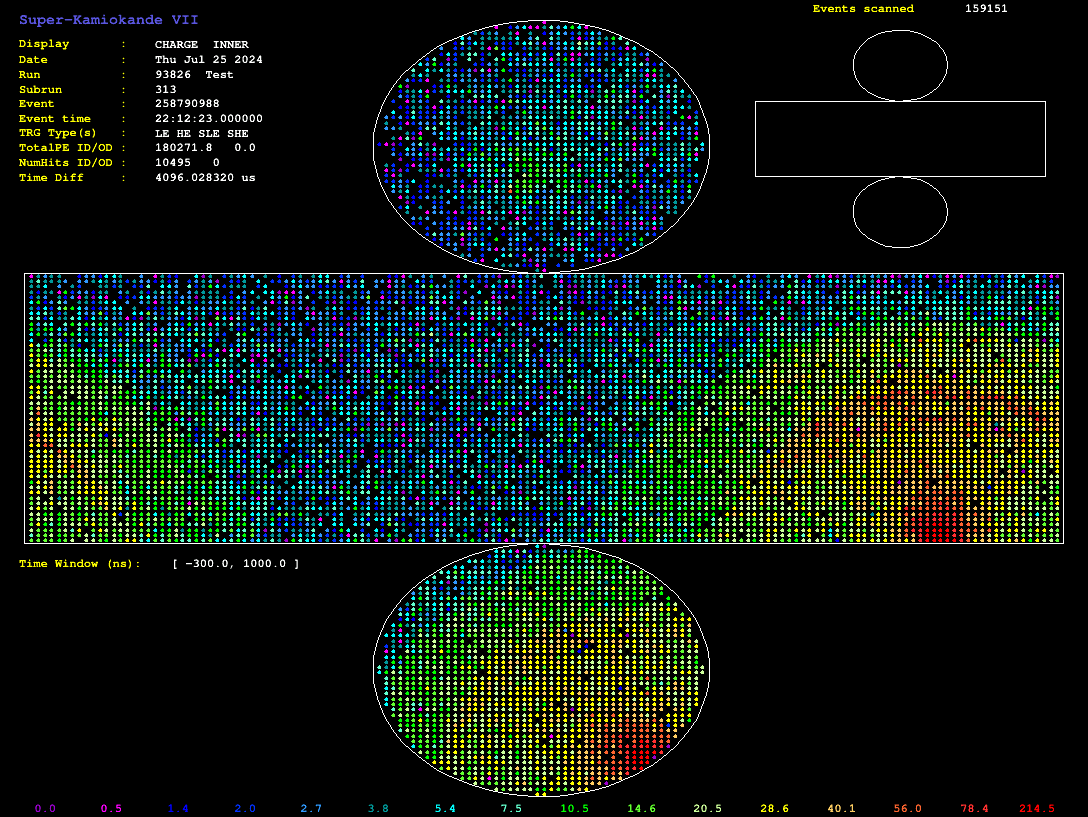 Super-Kamiokande VII
Events scanned 159151
Display : CHARGE INNER
Date : Thu Jul 25 2024
Run : 93826 Test
Subrun : 313
Event : 258790988
Event time : 22:12:23.000000
TRG Type(s) : LE HE SLE SHE
TotalPE ID/OD : 180271.8 0.0
NumHits ID/OD : 10495 0
Time Diff : 4096.028320 us
Time Window (ns): [ -300.0, 1000.0 ]
0.0 0.5 1.4 2.0 2.7 3.8 5.4 7.5 10.5 14.6 20.5 28.6 40.1 56.0 78.4 214.5